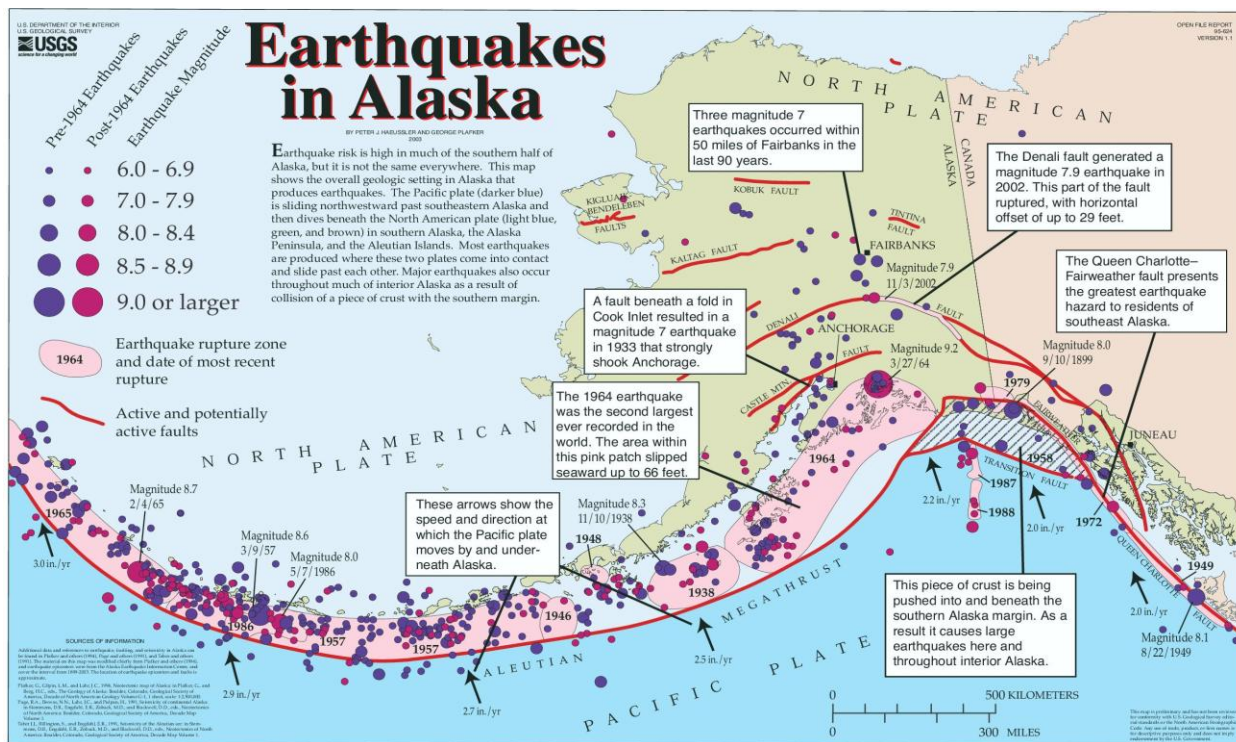 U.S. DEPARTMENT OF THE INTERIOR
U.S. GEOLOGICAL SURVEY
USGS
science for a changing world
OPEN FILE REPORT
VERSION 1.1
Earthquakes
in Alaska
BY PETER J. HAEUSSLER AND GEORGE PLAFKER
2003
Earthquake risk is high in much of the southern half of
Alaska, but it is not the same everywhere. This map
shows the overall geologic setting in Alaska that
produces earthquakes. The Pacific plate (darker blue)
is sliding northwestward past southeastern Alaska and
then dives beneath the North American plate (light blue,
green, and brown) in southern Alaska, the Alaska
Peninsula, and the Aleutian Islands. Most earthquakes
are produced where these two plates come into contact
and slide past each other. Major earthquakes also occur
throughout much of interior Alaska as a result of
collision of a piece of crust with the southern margin.
Pre-1964 Earthquakes
Post-1964 Earthquakes
Earthquake Magnitude
6.0 - 6.9
7.0 - 7.9
8.0 - 8.4
8.5 - 8.9
9.0 or larger
1964
Earthquake rupture zone
and date of most recent
rupture
Active and potentially
active faults
NORTH AMERICAN
PLATE
ALASKA
CANADA
Three magnitude 7
earthquakes occurred within
50 miles of Fairbanks in the
last 90 years.
The Denali fault generated a
magnitude 7.9 earthquake in
2002. This part of the fault
ruptured, with horizontal
offset of up to 29 feet.
KOBUK FAULT
KIGLUAIK
BENDELEBEN
FAULTS
TINTINA
FAULT
KALTAG FAULT
FAIRBANKS
Magnitude 7.9
11/3/2002
The Queen Charlotte–
Fairweather fault presents
the greatest earthquake
hazard to residents of
southeast Alaska.
A fault beneath a fold in
Cook Inlet resulted in a
magnitude 7 earthquake
in 1933 that strongly
shook Anchorage.
DENALI
FAULT
ANCHORAGE
CASTLE MTN.
FAULT
Magnitude 9.2
3/27/64
Magnitude 8.0
9/10/1899
The 1964 earthquake
was the second largest
ever recorded in the
world. The area within
this pink patch slipped
seaward up to 66 feet.
1979
FAIRWEATHER
JUNEAU
1964
1958
TRANSITION FAULT
NORTH AMERICAN
PLATE
1987
1988
2.2 in./yr
2.0 in./yr
1972
QUEEN CHARLOTTE
FAULT
1949
2.0 in./yr
Magnitude 8.1
8/22/1949
These arrows show the
speed and direction at
which the Pacific plate
moves by and under-
neath Alaska.
Magnitude 8.3
11/10/1938
1948
1938
1946
Magnitude 8.7
2/4/65
1965
3.0 in./yr
Magnitude 8.6
3/9/57
Magnitude 8.0
5/7/1986
1986
1957
1957
2.9 in./yr
2.7 in./yr
2.5 in./yr
ALEUTIAN
MEGATHRUST
PACIFIC PLATE
This piece of crust is being
pushed into and beneath the
southern Alaska margin. As a
result it causes large
earthquakes here and
throughout interior Alaska.
0
500 KILOMETERS
0
300
MILES
SOURCES OF INFORMATION